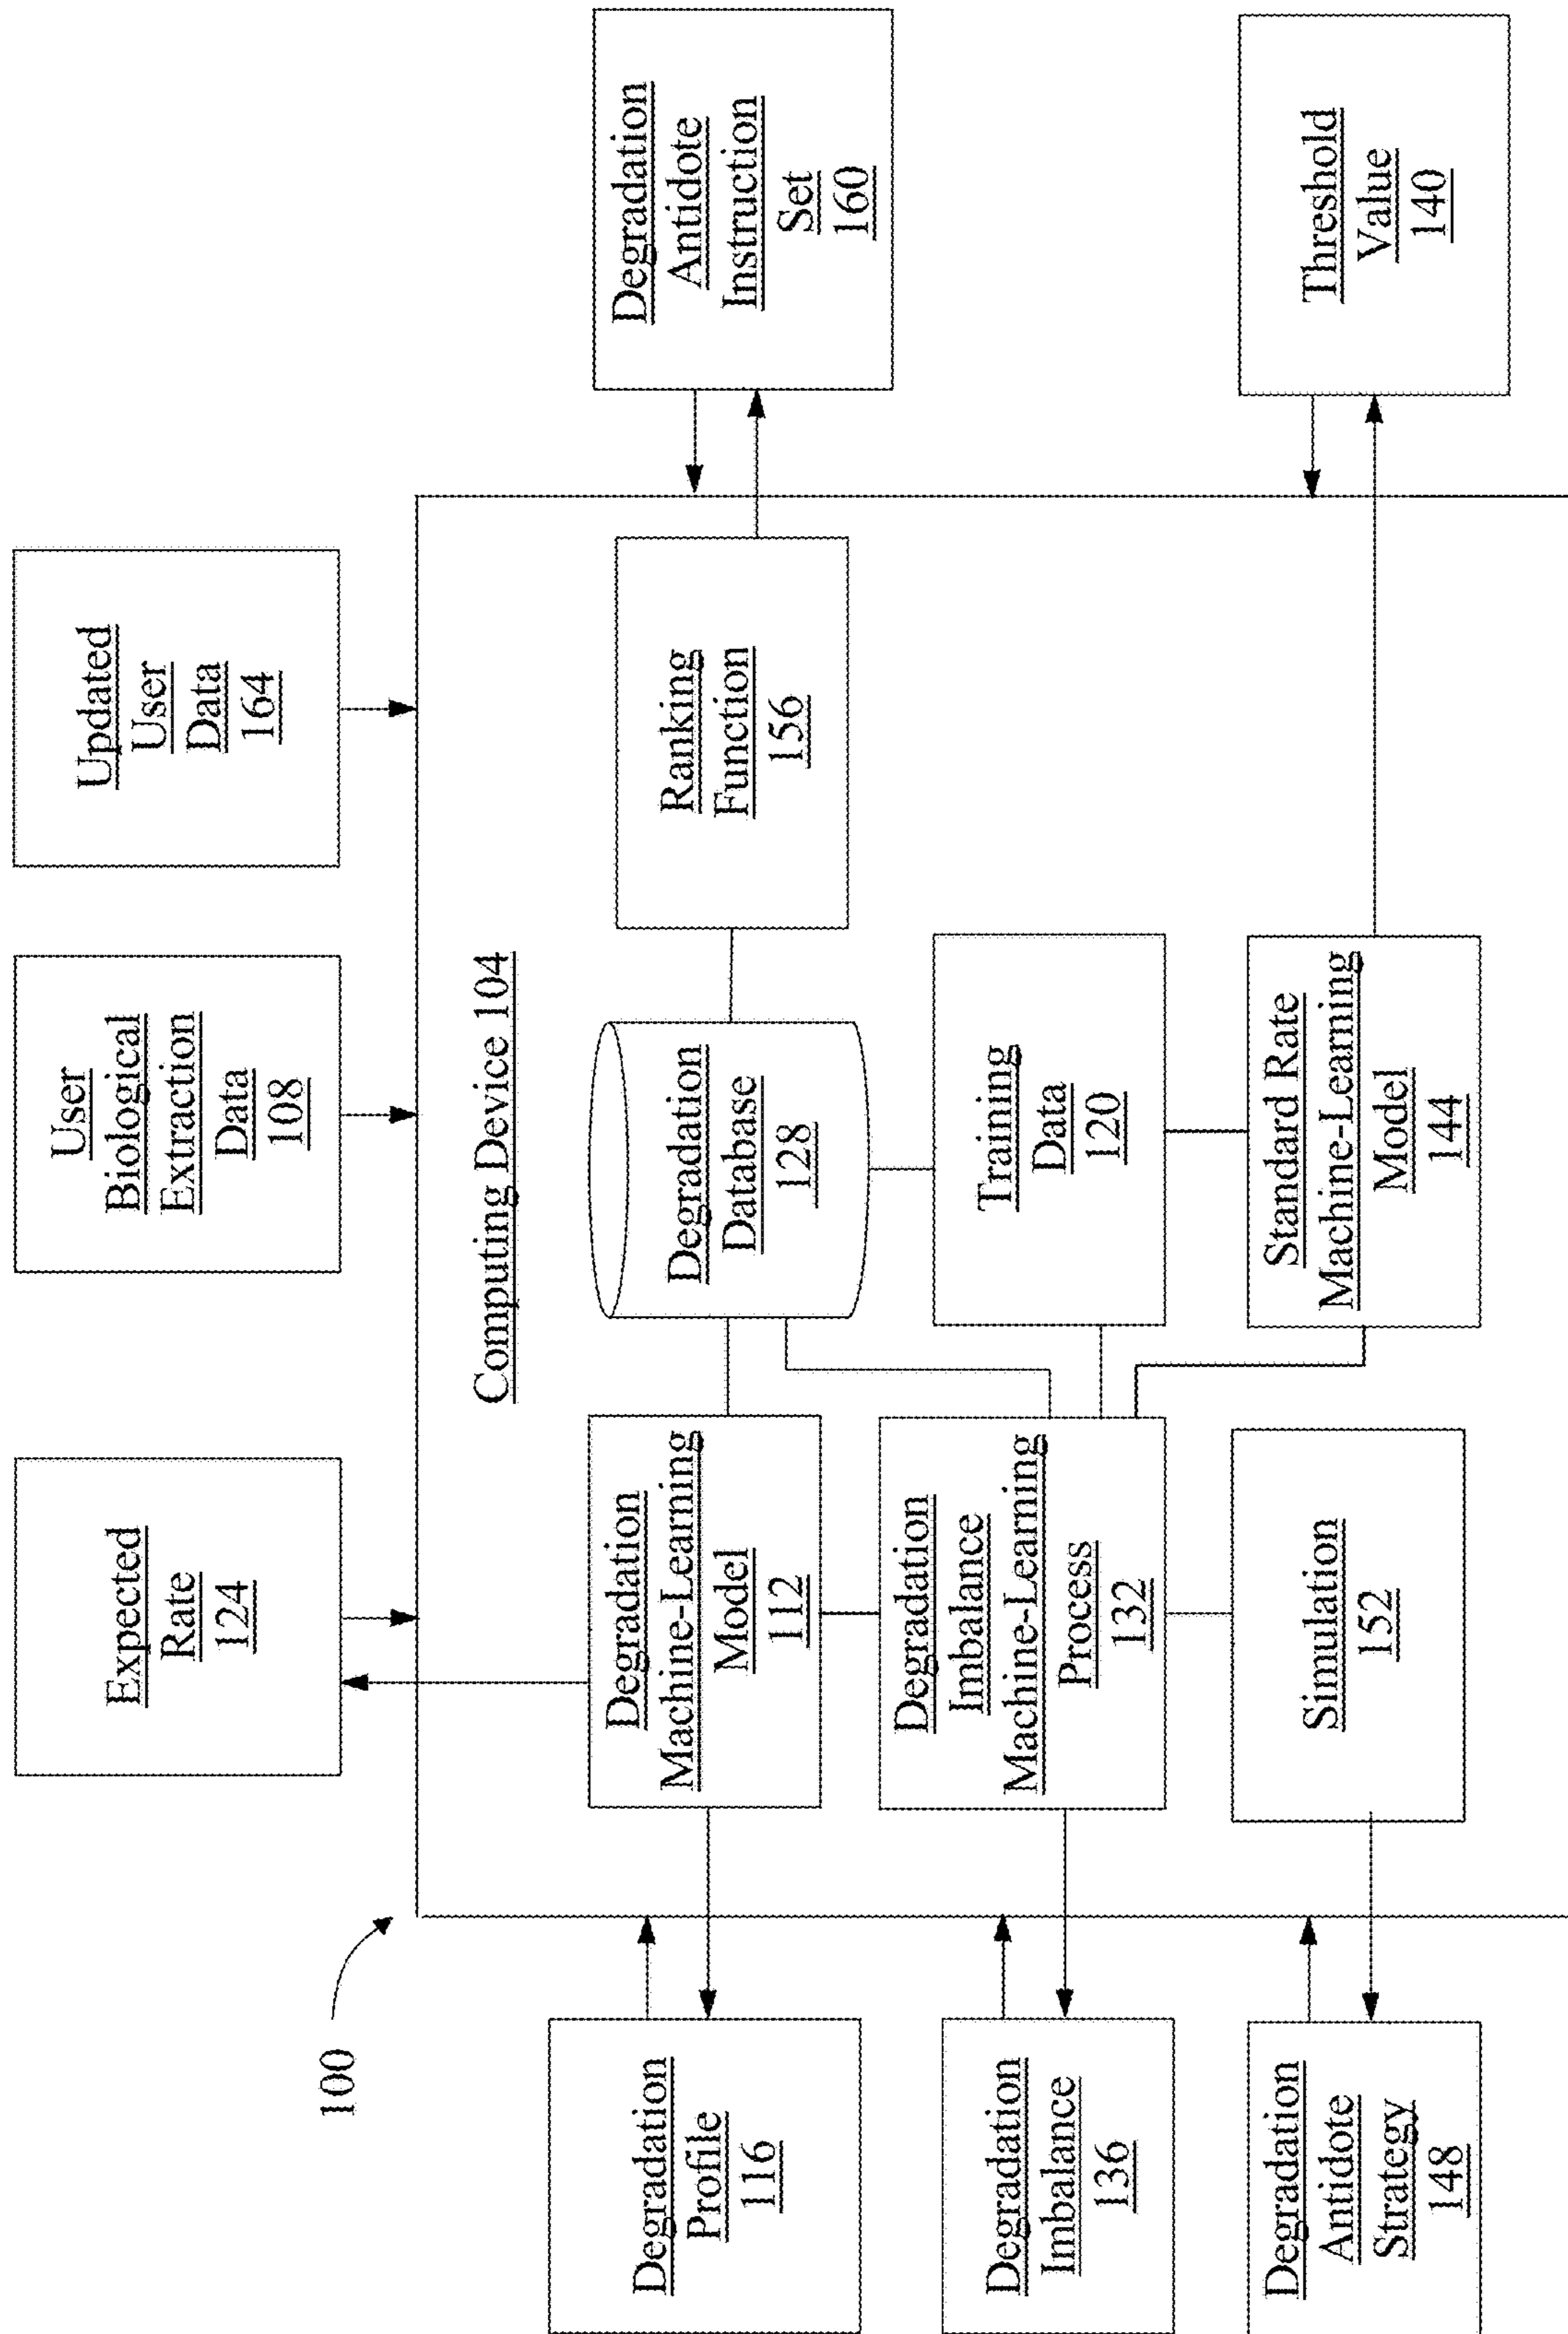 100
Expected
Rate
124
User
Biological
Extraction
Data
108
Updated
User
Data
164
Computing Device 104
Degradation
Profile
116
Degradation
Machine-Learning
Model
112
Degradation
Database
128
Ranking
Function
156
Degradation
Antidote
Instruction
Set
160
Degradation
Imbalance
136
Degradation
Imbalance
Machine-Learning
Process
132
Training
Data
120
Degradation
Antidote
Strategy
148
Simulation
152
Standard Rate
Machine-Learning
Model
144
Threshold
Value
140